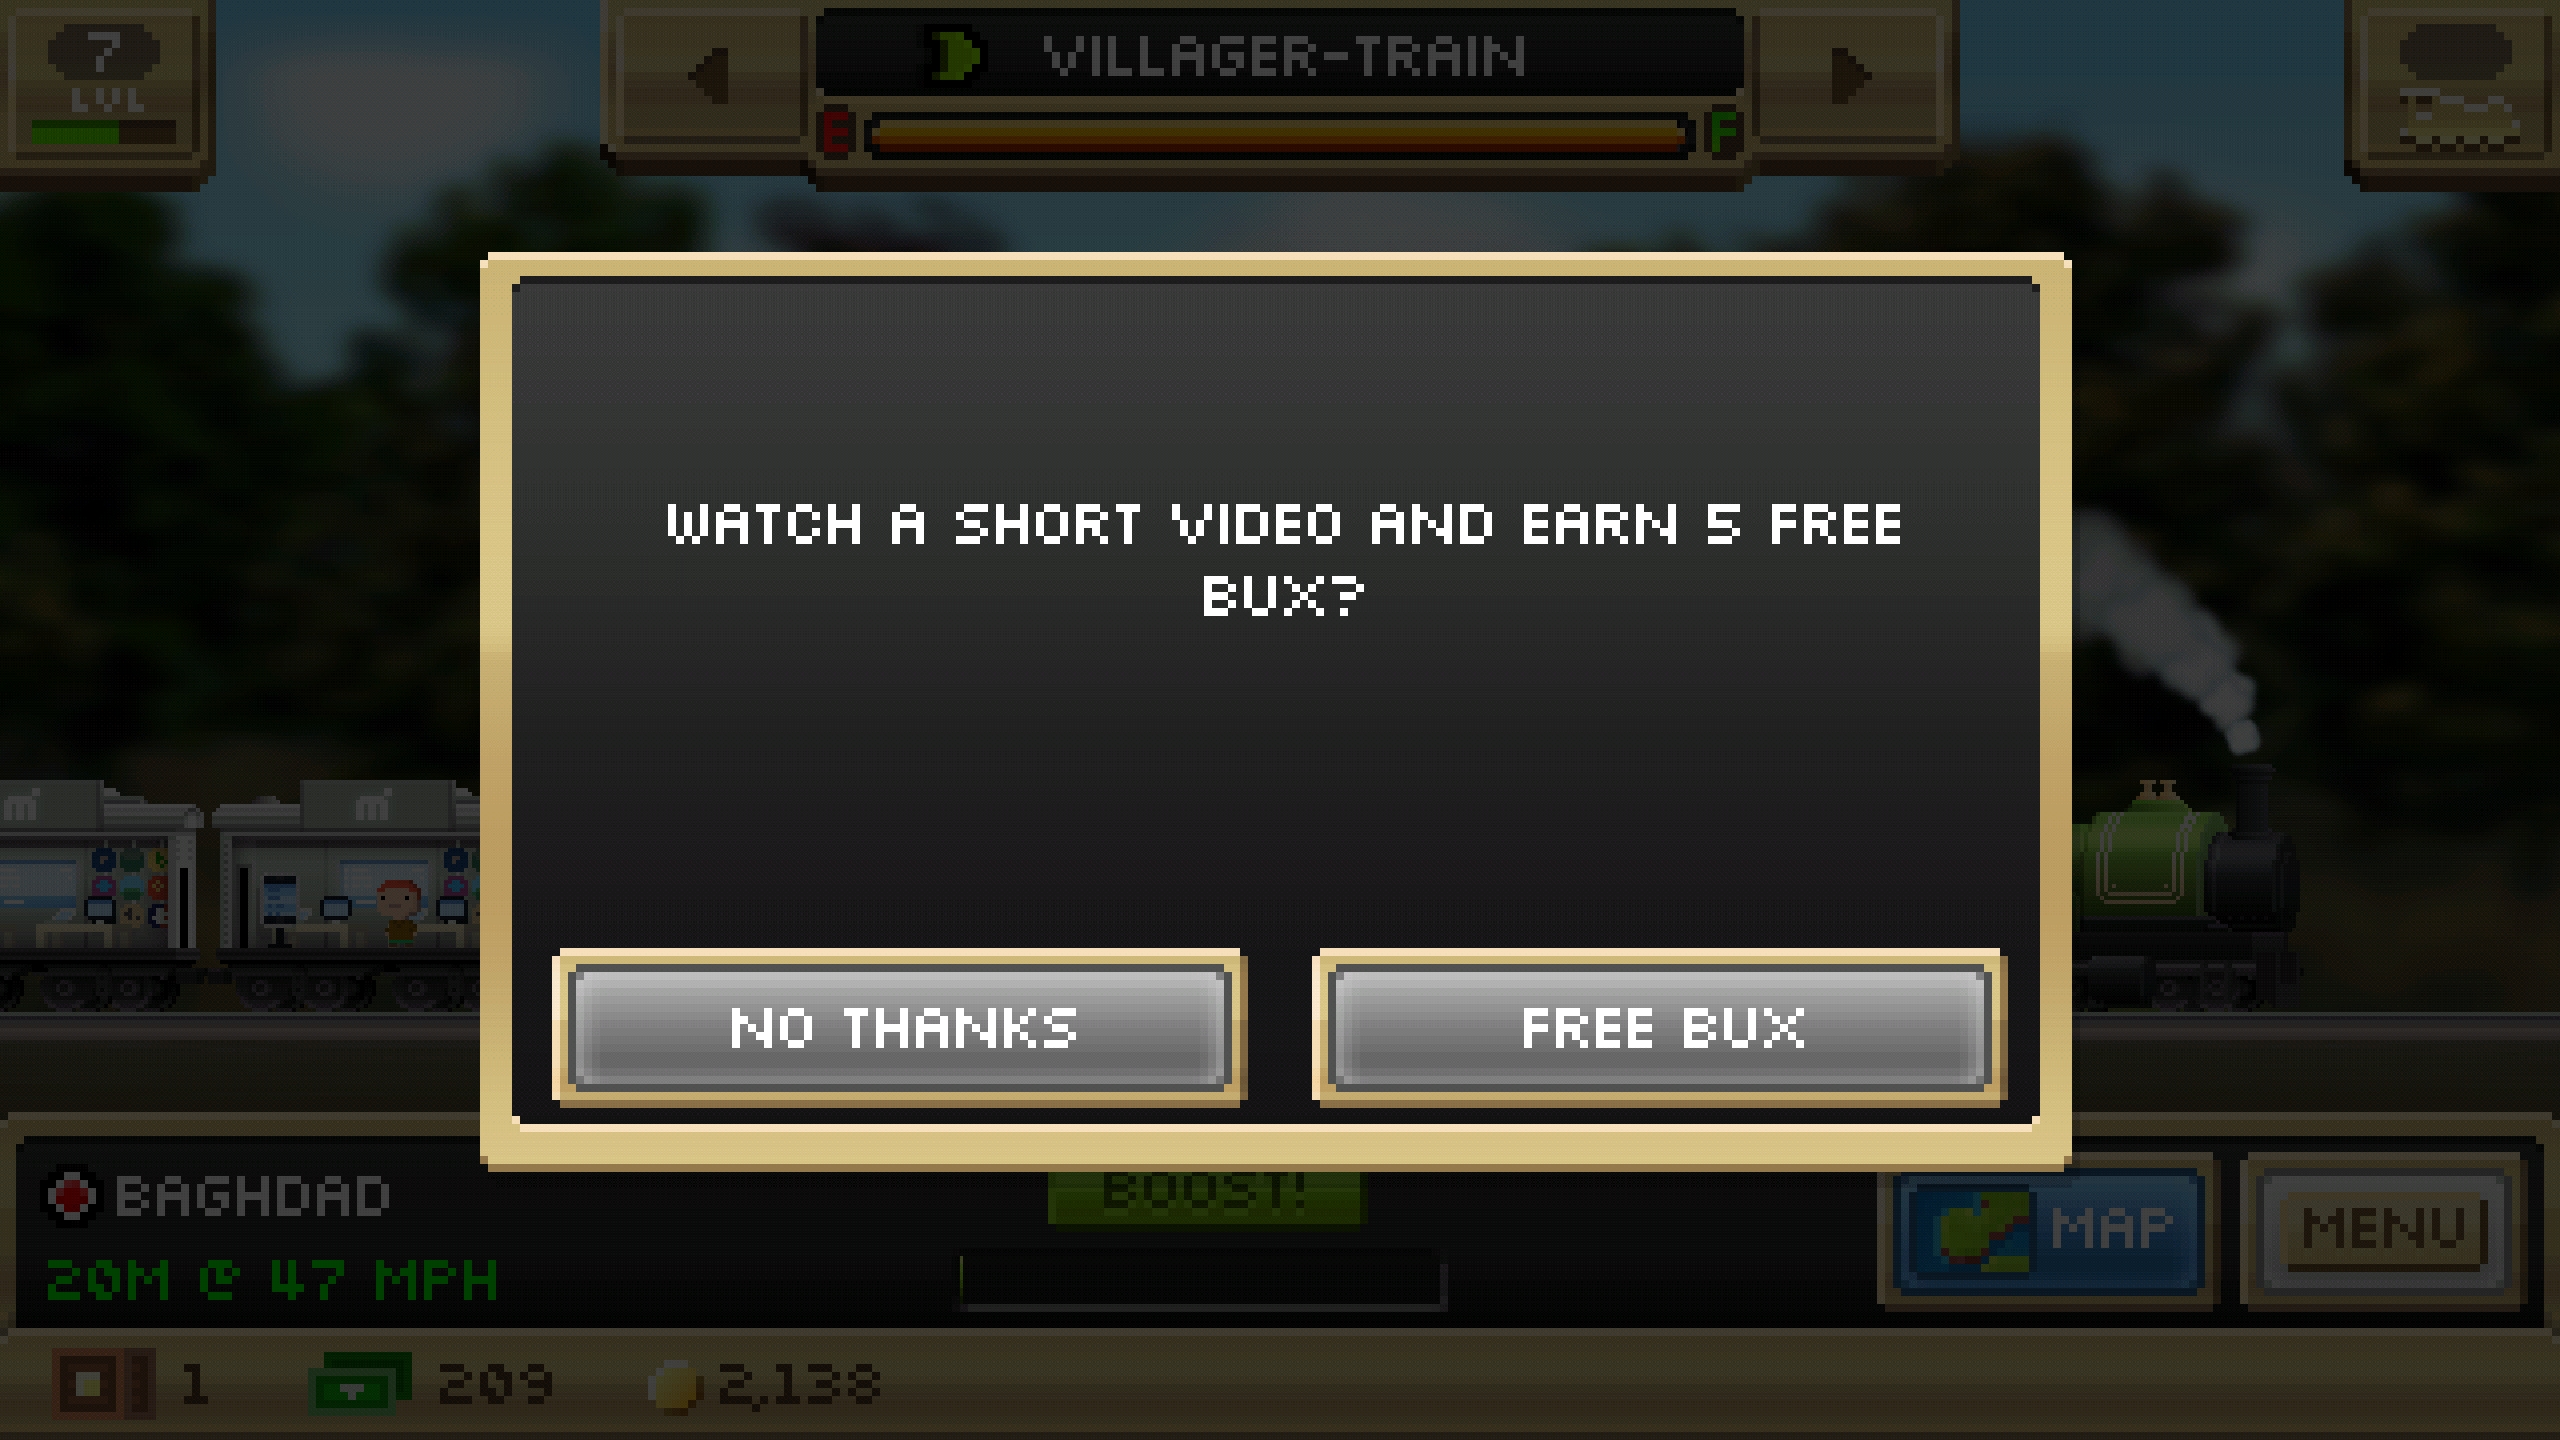 7
LVL
VILLAGER-TRAIN
E F
WATCH A SHORT VIDEO AND EARN 5 FREE
BUX?
NO THANKS
FREE BUX
BAGHDAD
20M @ 47 MPH
BOOST!
MAP
MENU
1
209
2,138